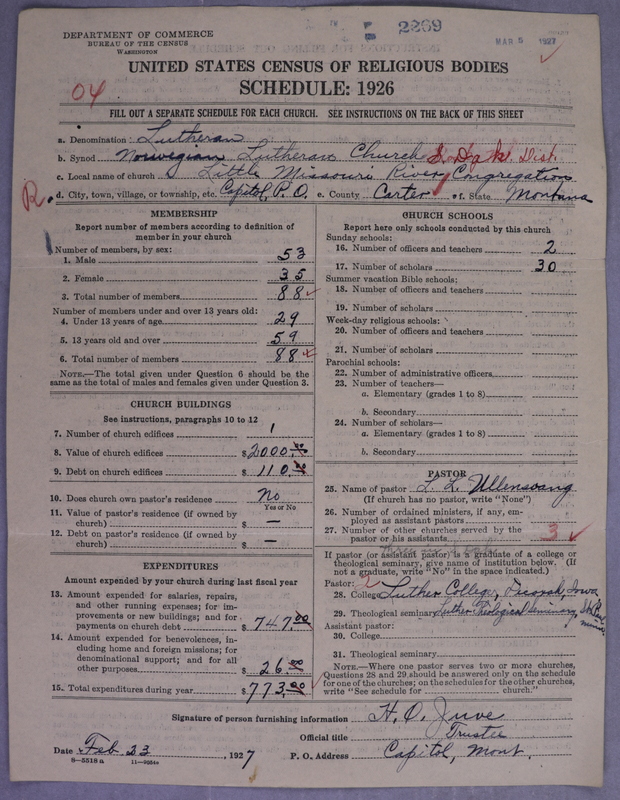 2269
MAR 5 1927
DEPARTMENT OF COMMERCE
BUREAU OF THE CENSUS
WASHINGTON
UNITED STATES CENSUS OF RELIGIOUS BODIES
SCHEDULE: 1926
04
FILL OUT A SEPARATE SCHEDULE FOR EACH CHURCH. SEE INSTRUCTIONS ON THE BACK OF THIS SHEET
a. Denomination: Lutheran
b. Synod Norwegian Lutheran Church S. Dak Dist.
c. Local name of church Little Missouri River Congregation
R. d. City, town, village, or township, etc. Capitol P.O. e. County Carter f. State Montana
MEMBERSHIP
Report number of members according to definition of member in your church
Number of members, by sex:
1. Male 53
2. Female 35
3. Total number of members 88
Number of members under and over 13 years old:
4. Under 13 years of age 29
5. 13 years old and over 59
6. Total number of members 88
NOTE.—The total given under Question 6 should be the same as the total of males and females given under Question 3.
CHURCH BUILDINGS
See instructions, paragraphs 10 to 12
7. Number of church edifices 1
8. Value of church edifices $2000.00
9. Debt on church edifices $110.00
10. Does church own pastor's residence No
Yes or No
11. Value of pastor's residence (if owned by church) $ —
12. Debt on pastor's residence (if owned by church) $ —
EXPENDITURES
Amount expended by your church during last fiscal year
13. Amount expended for salaries, repairs, and other running expenses; for improvements or new buildings; and for payments on church debt $747.00
14. Amount expended for benevolences, including home and foreign missions; for denominational support; and for all other purposes $26.00
15. Total expenditures during year $773.00
CHURCH SCHOOLS
Report here only schools conducted by this church
Sunday schools:
16. Number of officers and teachers 2
17. Number of scholars 30
Summer vacation Bible schools:
18. Number of officers and teachers
19. Number of scholars
Week-day religious schools:
20. Number of officers and teachers
21. Number of scholars
Parochial schools:
22. Number of administrative officers
23. Number of teachers—
a. Elementary (grades 1 to 8)
b. Secondary
24. Number of scholars—
a. Elementary (grades 1 to 8)
b. Secondary
PASTOR
25. Name of pastor L. L. Ullensvang
(If church has no pastor, write "None")
26. Number of ordained ministers, if any, employed as assistant pastors
27. Number of other churches served by the pastor or his assistants 3
If pastor (or assistant pastor) is a graduate of a college or theological seminary, give name of institution below. (If not a graduate, write "No" in the space indicated.)
Pastor:
28. College Luther College, Decorah, Iowa
29. Theological seminary Luther Theological Seminary, St. Paul Minn.
Assistant pastor:
30. College
31. Theological seminary
NOTE.—Where one pastor serves two or more churches, Questions 28 and 29, should be answered only on the schedule for one of the churches; on the schedules for the other churches, write "See schedule for church."
Signature of person furnishing information H. O. Juve
Official title Trustee
Date Feb 23, 1927 P. O. Address Capitol, Mont.
8—5518 a